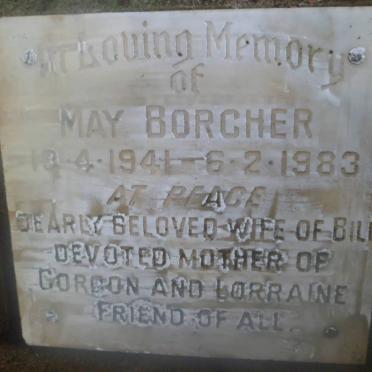 In Loving Memory
of
MAY BORCHER
13·4·1941 – 6·2·1983
AT PEACE
DEARLY BELOVED WIFE OF BILL
DEVOTED MOTHER OF
GORDON AND LORRAINE
FRIEND OF ALL.